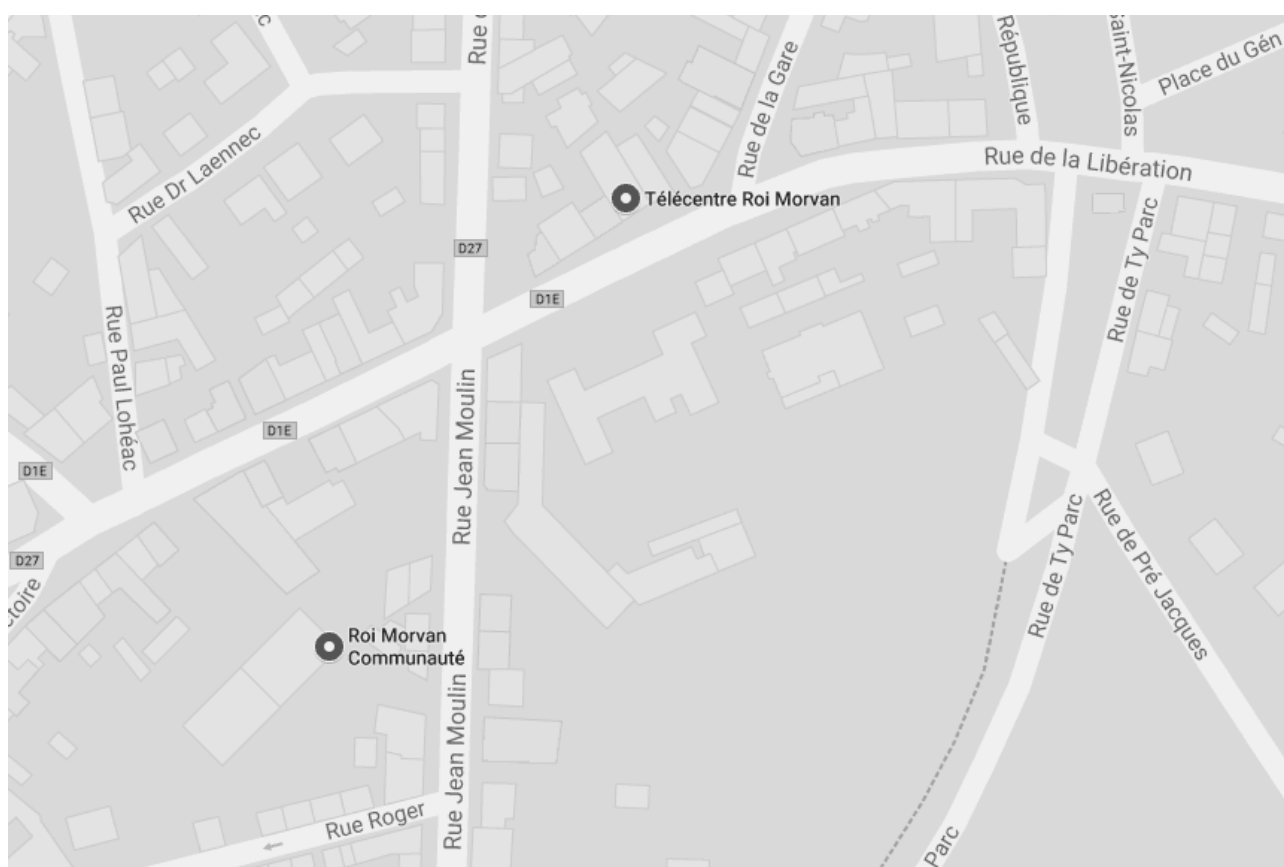 Rue
République
Saint-Nicolas
Place du Gén
Rue de la Gare
Rue Dr Laennec
Rue de la Libération
Télécentre Roi Morvan
D27
D1E
Rue de Ty Parc
Rue Paul Lohéac
Rue Jean Moulin
D1E
D1E
D27
Rue de Ty Parc
Rue de Pré Jacques
ctoire
Roi Morvan
Communauté
Rue Jean Moulin
Rue Roger
Parc